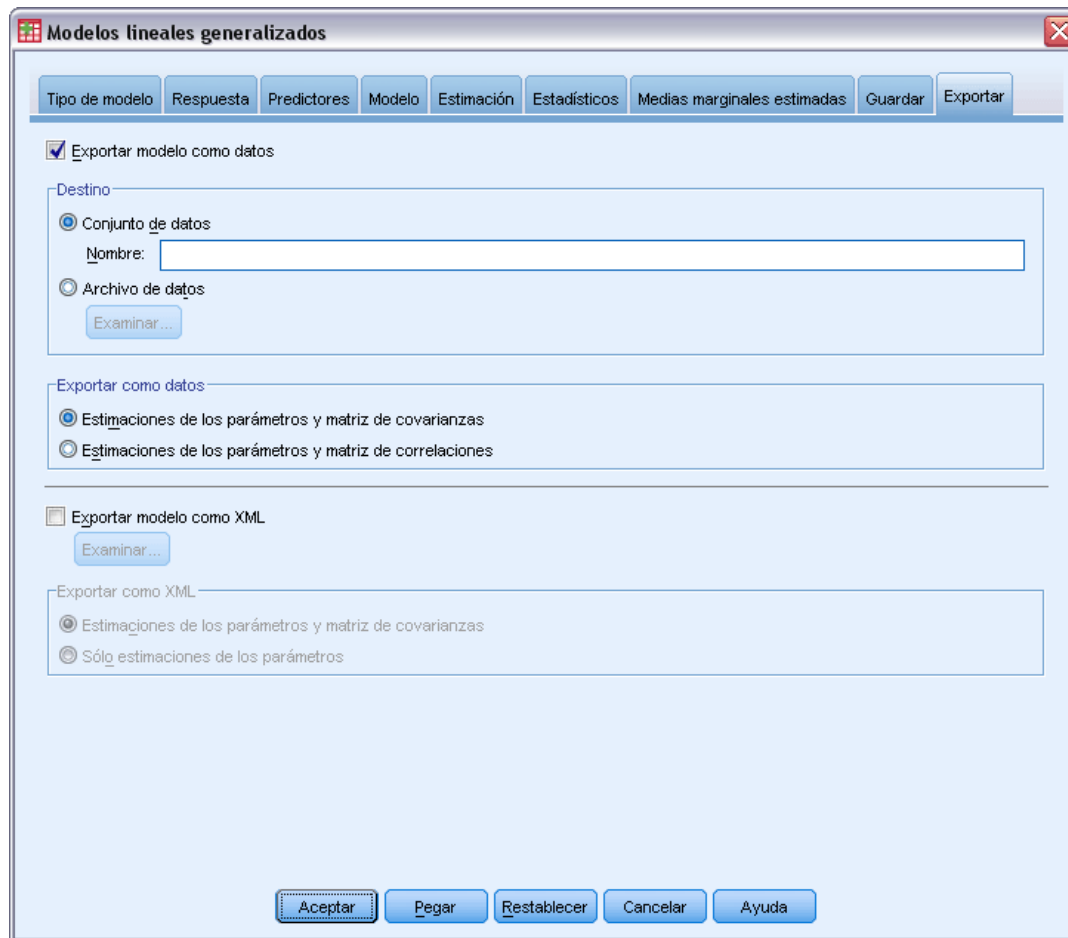 Modelos lineales generalizados
Tipo de modelo Respuesta Predictores Modelo Estimación Estadísticos Medias marginales estimadas Guardar Exportar
Exportar modelo como datos
Destino
Conjunto de datos
Nombre:
Archivo de datos
Examinar...
Exportar como datos
Estimaciones de los parámetros y matriz de covarianzas
Estimaciones de los parámetros y matriz de correlaciones
Exportar modelo como XML
Examinar...
Exportar como XML
Estimaciones de los parámetros y matriz de covarianzas
Sólo estimaciones de los parámetros
Aceptar Pegar Restablecer Cancelar Ayuda